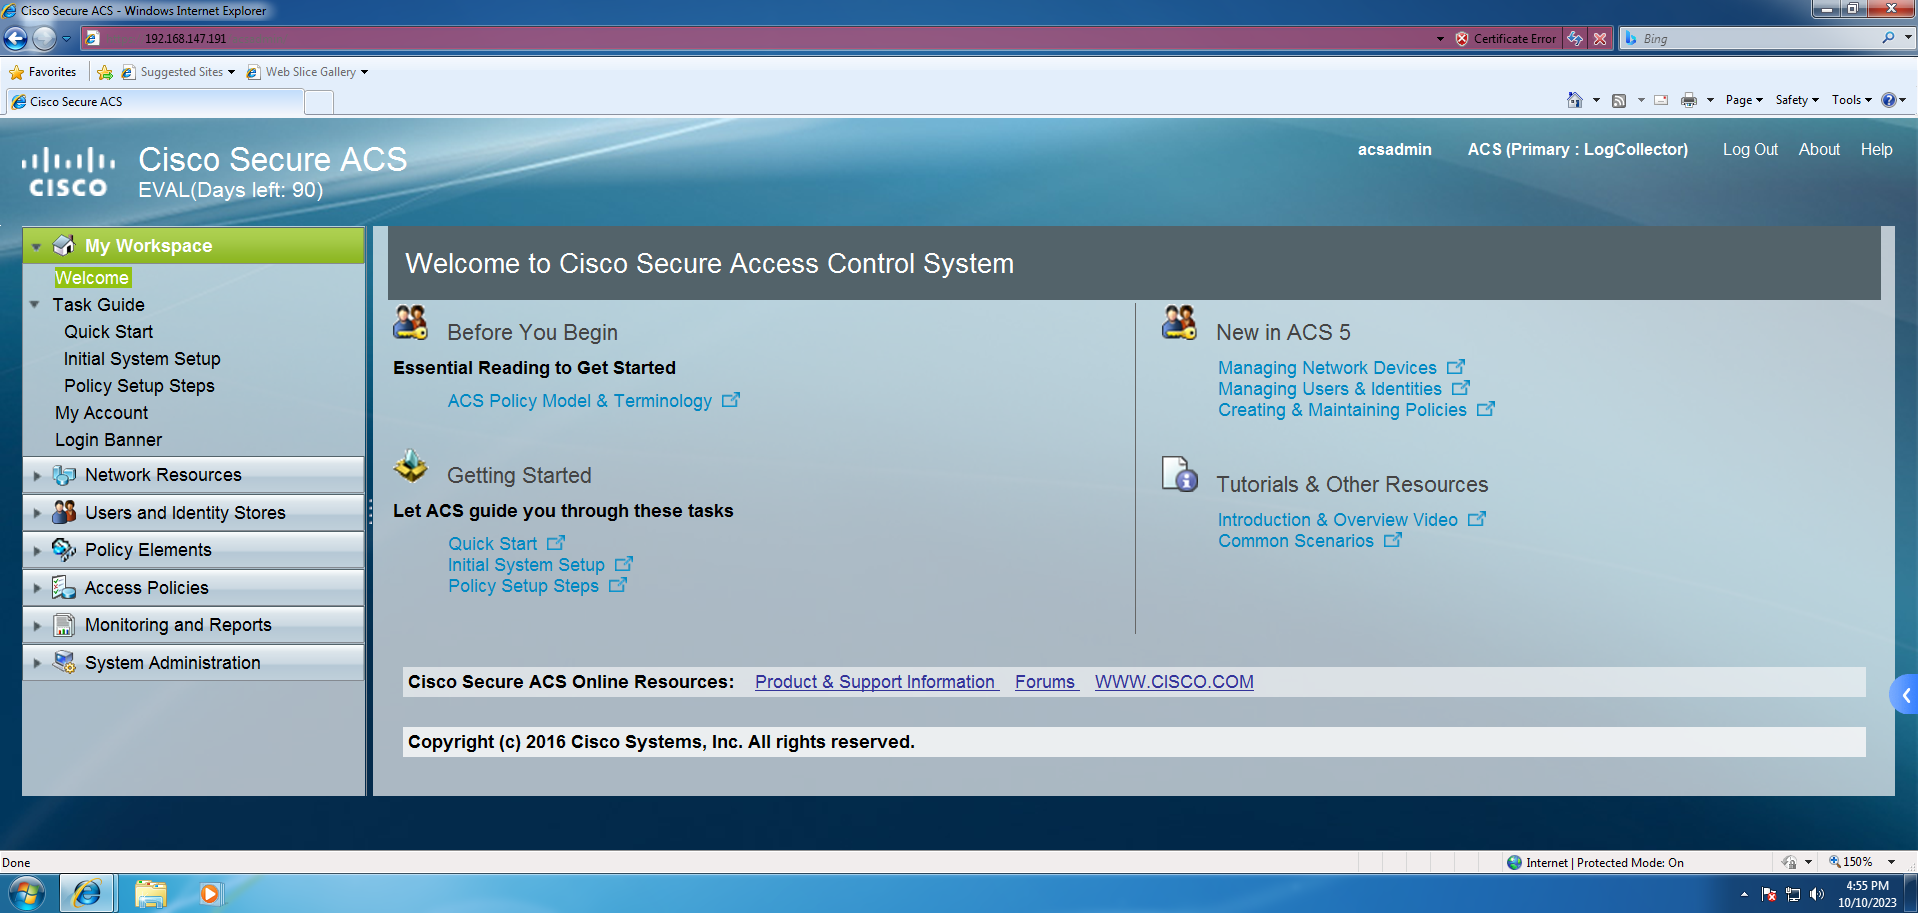 Cisco Secure ACS - Windows Internet Explorer
192.168.147.191
Certificate Error
Bing
Favorites
Suggested Sites
Web Slice Gallery
Cisco Secure ACS
Page
Safety
Tools
CISCO
Cisco Secure ACS
EVAL(Days left: 90)
acsadmin
ACS (Primary : LogCollector)
Log Out
About
Help
My Workspace
Welcome
Task Guide
Quick Start
Initial System Setup
Policy Setup Steps
My Account
Login Banner
Network Resources
Users and Identity Stores
Policy Elements
Access Policies
Monitoring and Reports
System Administration
Welcome to Cisco Secure Access Control System
Before You Begin
Essential Reading to Get Started
ACS Policy Model & Terminology
Getting Started
Let ACS guide you through these tasks
Quick Start
Initial System Setup
Policy Setup Steps
New in ACS 5
Managing Network Devices
Managing Users & Identities
Creating & Maintaining Policies
Tutorials & Other Resources
Introduction & Overview Video
Common Scenarios
Cisco Secure ACS Online Resources: Product & Support Information Forums WWW.CISCO.COM
Copyright (c) 2016 Cisco Systems, Inc. All rights reserved.
Done
Internet | Protected Mode: On
150%
4:55 PM
10/10/2023